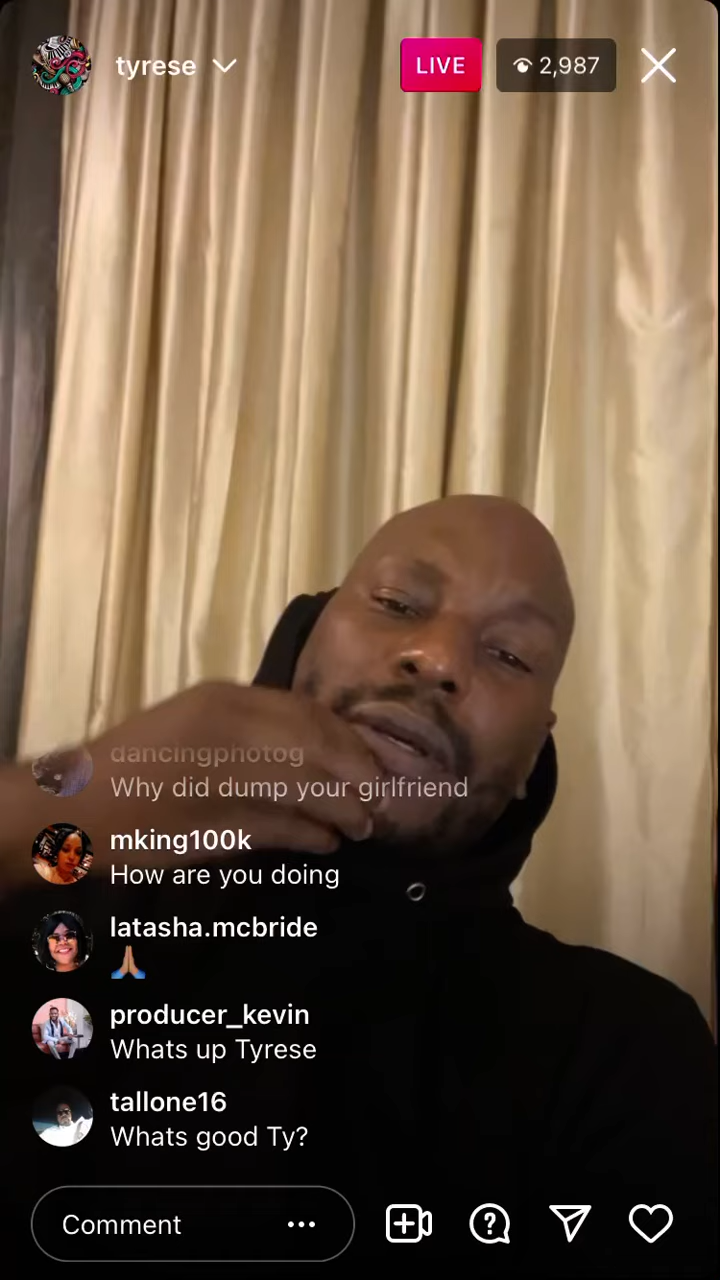 tyrese
LIVE
2,987
dancingphotog
Why did dump your girlfriend
mking100k
How are you doing
latasha.mcbride
🙏🏽
producer_kevin
Whats up Tyrese
tallone16
Whats good Ty?
Comment